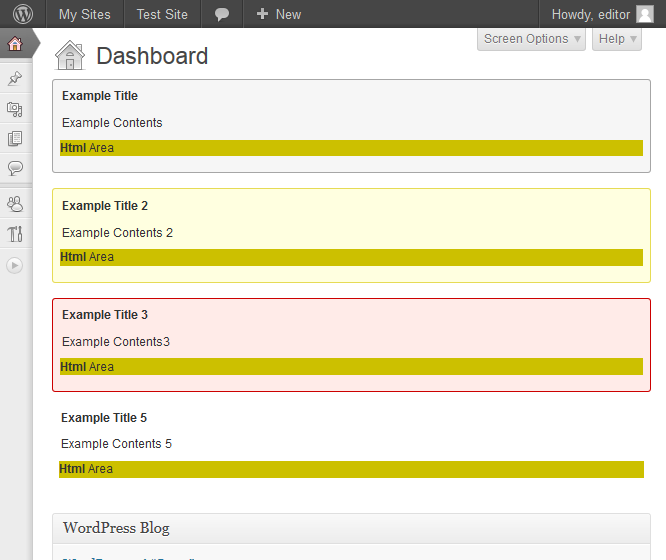 My Sites Test Site New Howdy, editor
Screen Options Help
Dashboard
Example Title
Example Contents
Html Area
Example Title 2
Example Contents 2
Html Area
Example Title 3
Example Contents3
Html Area
Example Title 5
Example Contents 5
Html Area
WordPress Blog